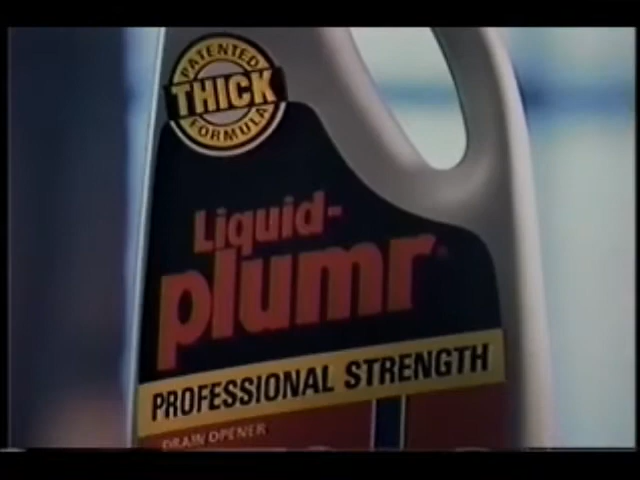 PATENTED
THICK
FORMULA
Liquid-
plumr®
PROFESSIONAL STRENGTH
DRAIN OPENER